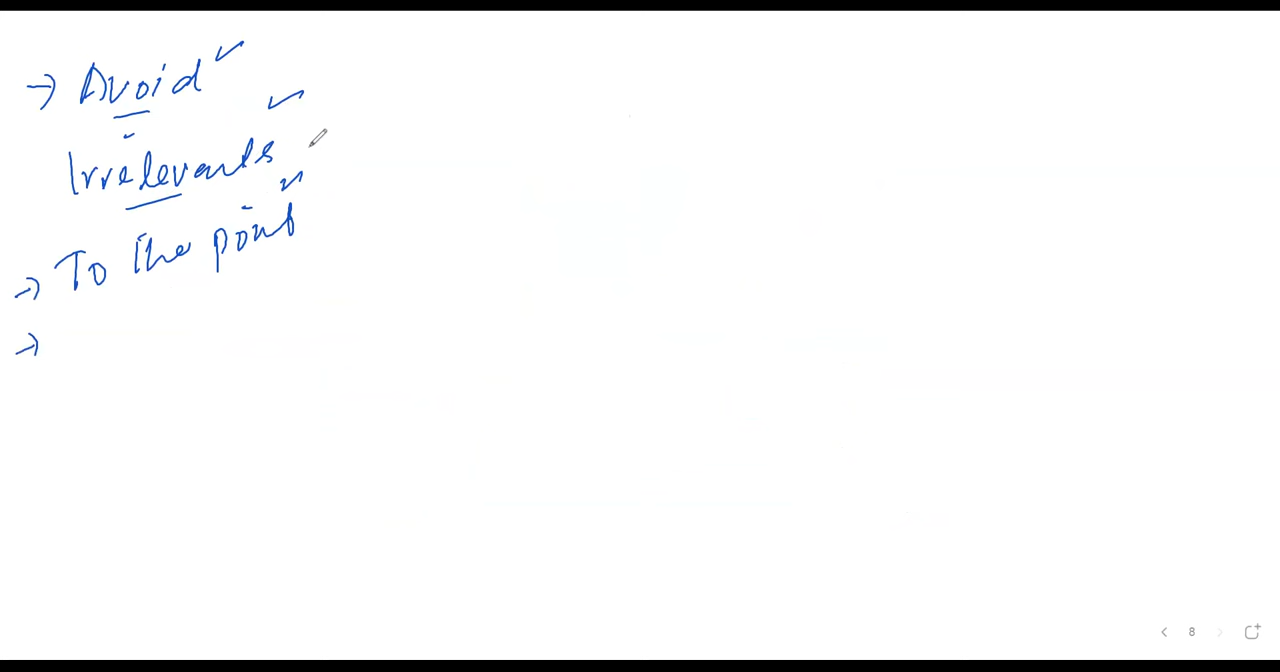 → Avoid ✓
Irrelevants ✓
→ To the point ✓
→
8